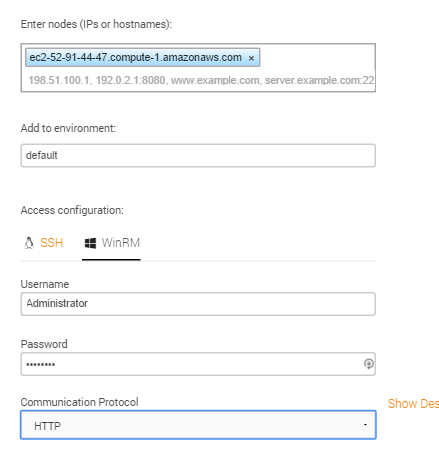 Enter nodes (IPs or hostnames):
ec2-52-91-44-47.compute-1.amazonaws.com ×
198.51.100.1, 192.0.2.1:8080, www.example.com, server.example.com:22
Add to environment:
default
Access configuration:
SSH WinRM
Username
Administrator
Password
••••••••
Communication Protocol Show Des
HTTP